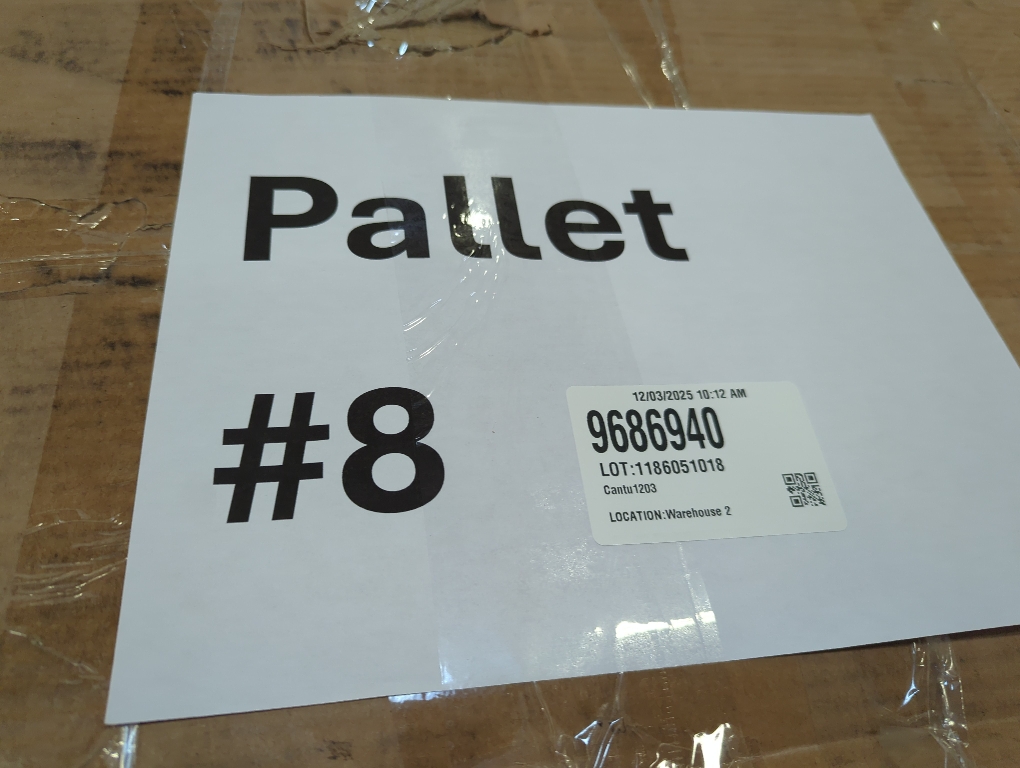 Pallet
#8
12/03/2025 10:12 AM
9686940
LOT:1186051018
Cantu1203
LOCATION:Warehouse 2